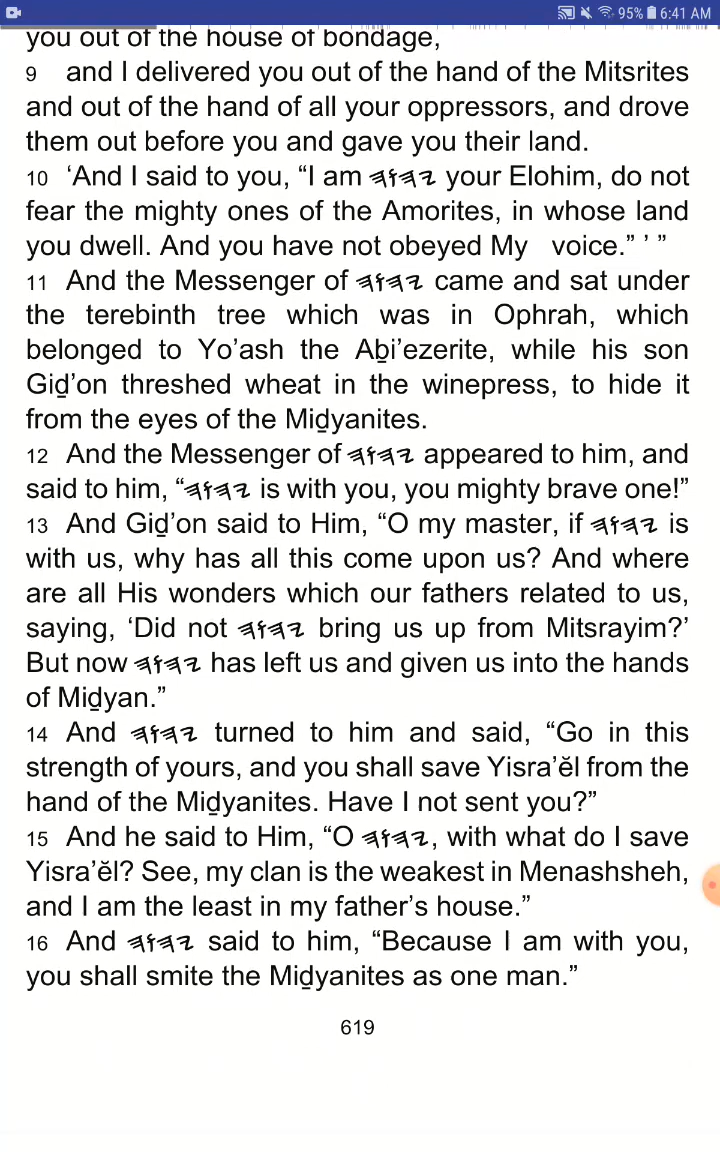 95% 6:41 AM
you out of the house of bondage,
9 and I delivered you out of the hand of the Mitsrites
and out of the hand of all your oppressors, and drove
them out before you and gave you their land.
10 ‘And I said to you, “I am 𐤉𐤄𐤅𐤄 your Elohim, do not
fear the mighty ones of the Amorites, in whose land
you dwell. And you have not obeyed My voice.” ’ ”
11 And the Messenger of 𐤉𐤄𐤅𐤄 came and sat under
the terebinth tree which was in Ophrah, which
belonged to Yo’ash the Aḇi’ezerite, while his son
Giḏ’on threshed wheat in the winepress, to hide it
from the eyes of the Miḏyanites.
12 And the Messenger of 𐤉𐤄𐤅𐤄 appeared to him, and
said to him, “𐤉𐤄𐤅𐤄 is with you, you mighty brave one!”
13 And Giḏ’on said to Him, “O my master, if 𐤉𐤄𐤅𐤄 is
with us, why has all this come upon us? And where
are all His wonders which our fathers related to us,
saying, ‘Did not 𐤉𐤄𐤅𐤄 bring us up from Mitsrayim?’
But now 𐤉𐤄𐤅𐤄 has left us and given us into the hands
of Miḏyan.”
14 And 𐤉𐤄𐤅𐤄 turned to him and said, “Go in this
strength of yours, and you shall save Yisra’ĕl from the
hand of the Miḏyanites. Have I not sent you?”
15 And he said to Him, “O 𐤉𐤄𐤅𐤄, with what do I save
Yisra’ĕl? See, my clan is the weakest in Menashsheh,
and I am the least in my father’s house.”
16 And 𐤉𐤄𐤅𐤄 said to him, “Because I am with you,
you shall smite the Miḏyanites as one man.”
619